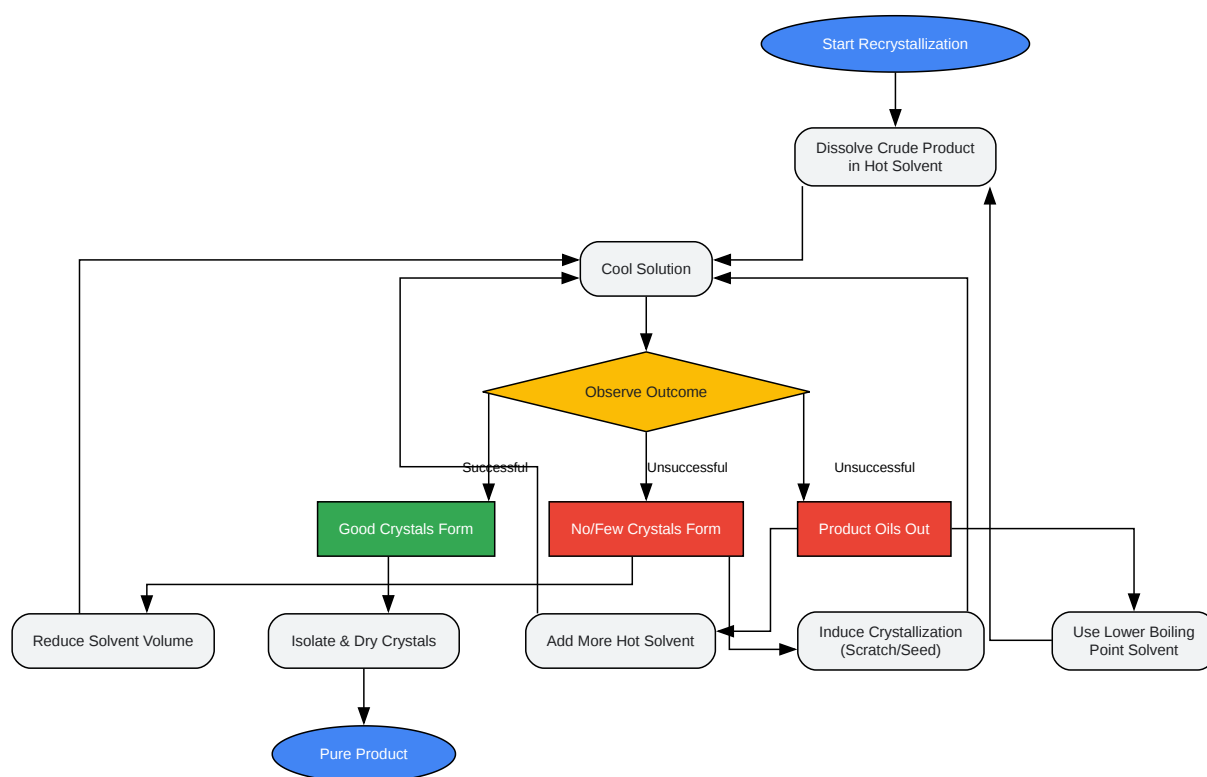 Start Recrystallization
Dissolve Crude Product
in Hot Solvent
Cool Solution
Observe Outcome
Successful
Unsuccessful
Unsuccessful
Good Crystals Form
No/Few Crystals Form
Product Oils Out
Reduce Solvent Volume
Isolate & Dry Crystals
Add More Hot Solvent
Induce Crystallization
(Scratch/Seed)
Use Lower Boiling
Point Solvent
Pure Product